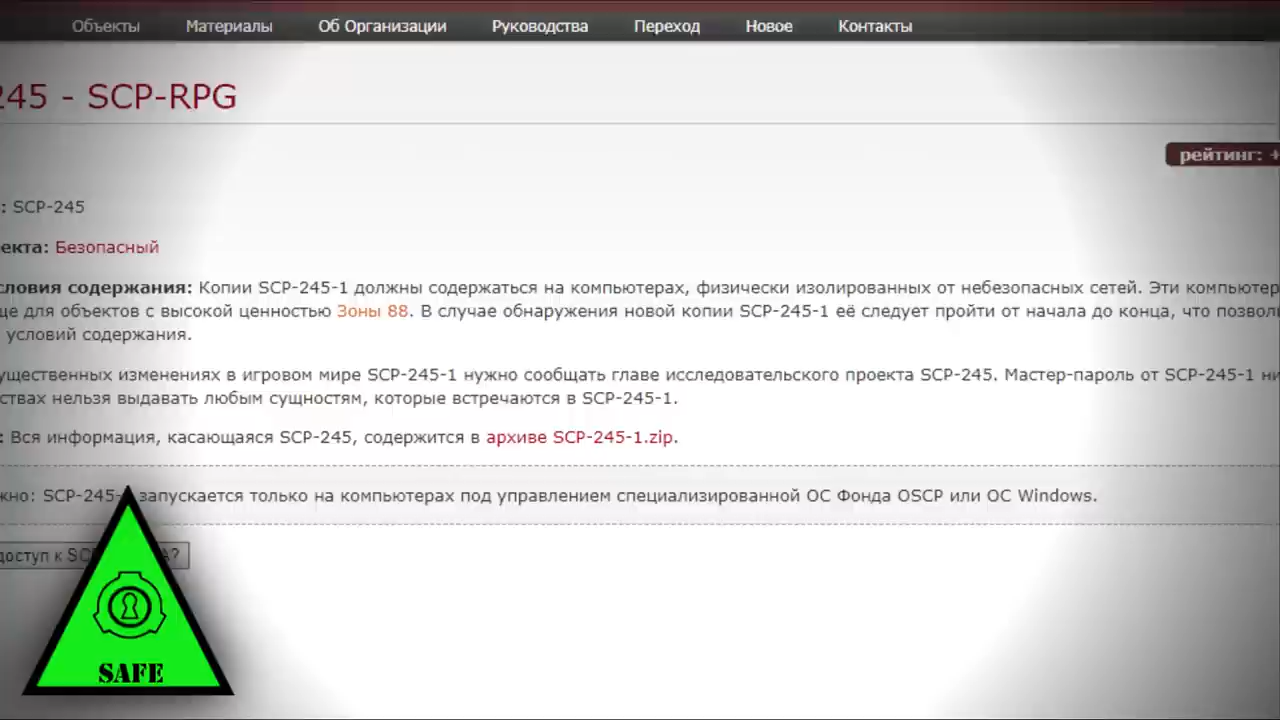 Объекты Материалы Об Организации Руководства Переход Новое Контакты
245 - SCP-RPG
рейтинг: +
: SCP-245
екта: Безопасный
словия содержания: Копии SCP-245-1 должны содержаться на компьютерах, физически изолированных от небезопасных сетей. Эти компьютер
ще для объектов с высокой ценностью Зоны 88. В случае обнаружения новой копии SCP-245-1 её следует пройти от начала до конца, что позволи
условий содержания.
ущественных изменениях в игровом мире SCP-245-1 нужно сообщать главе исследовательского проекта SCP-245. Мастер-пароль от SCP-245-1 ни
ствах нельзя выдавать любым сущностям, которые встречаются в SCP-245-1.
: Вся информация, касающаяся SCP-245, содержится в архиве SCP-245-1.zip.
жно: SCP-245- запускается только на компьютерах под управлением специализированной ОС Фонда OSCP или ОС Windows.
доступ к SC А?
SAFE